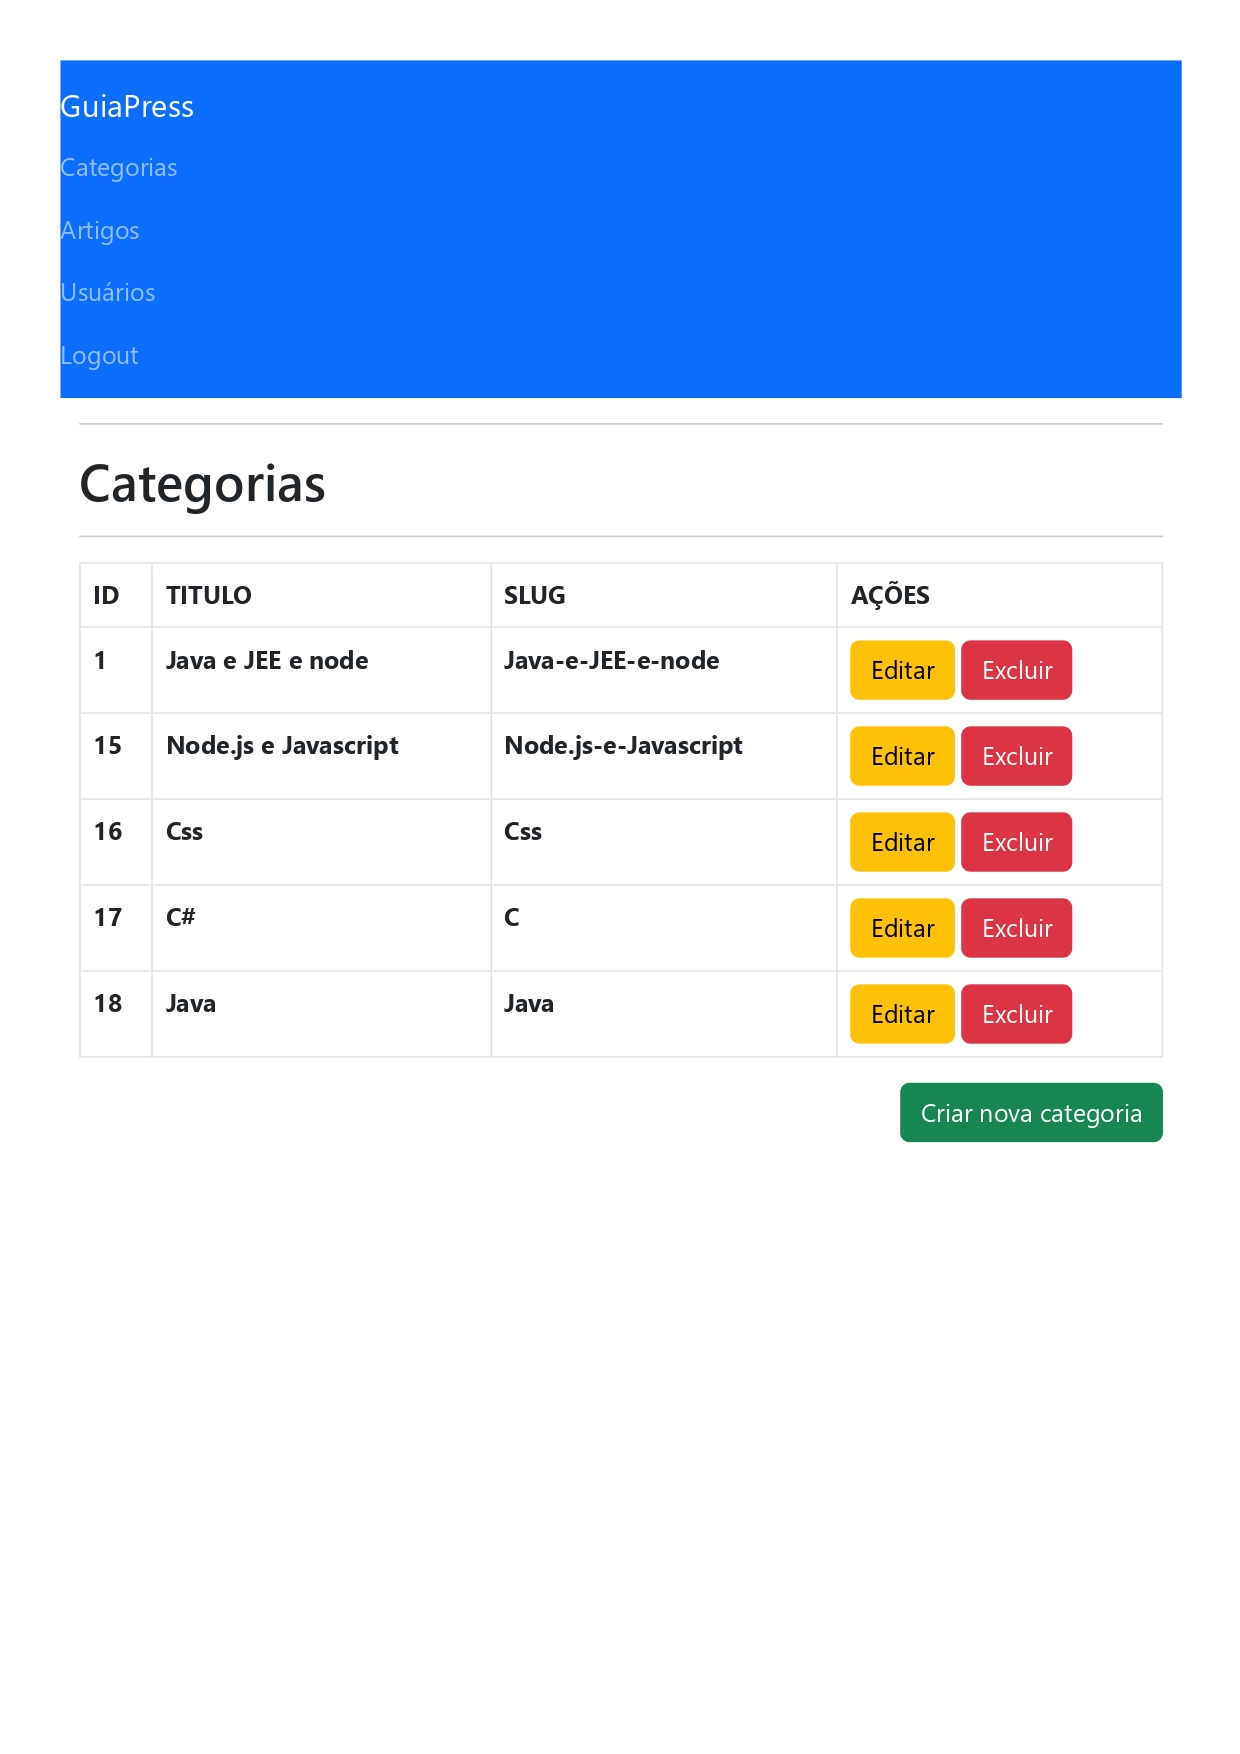 GuiaPress
Categorias
Artigos
Usuários
Logout
Categorias
ID TITULO SLUG AÇÕES
1 Java e JEE e node Java-e-JEE-e-node Editar Excluir
15 Node.js e Javascript Node.js-e-Javascript Editar Excluir
16 Css Css Editar Excluir
17 C# C Editar Excluir
18 Java Java Editar Excluir
Criar nova categoria